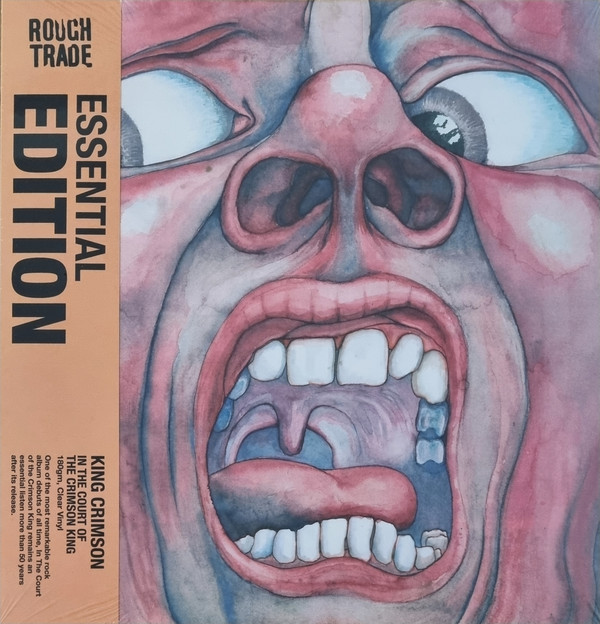 ROUGH
TRADE
ESSENTIAL
EDITION
KING CRIMSON
IN THE COURT OF
THE CRIMSON KING
180gm, Clear Vinyl
One of the most remarkable rock
album debuts of all time, In The Court
of the Crimson King remains an
essential listen more than 50 years
after its release.